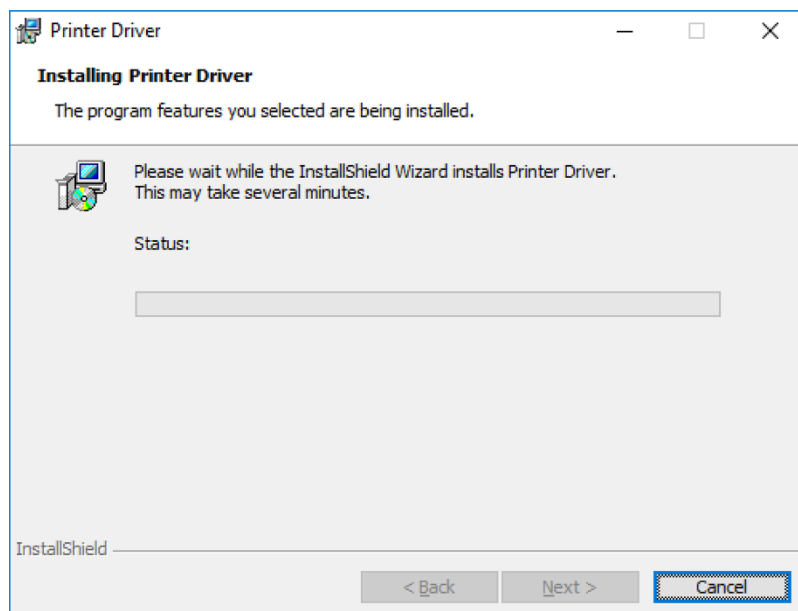 Printer Driver
Installing Printer Driver
The program features you selected are being installed.
Please wait while the InstallShield Wizard installs Printer Driver.
This may take several minutes.
Status:
InstallShield
< Back
Next >
Cancel